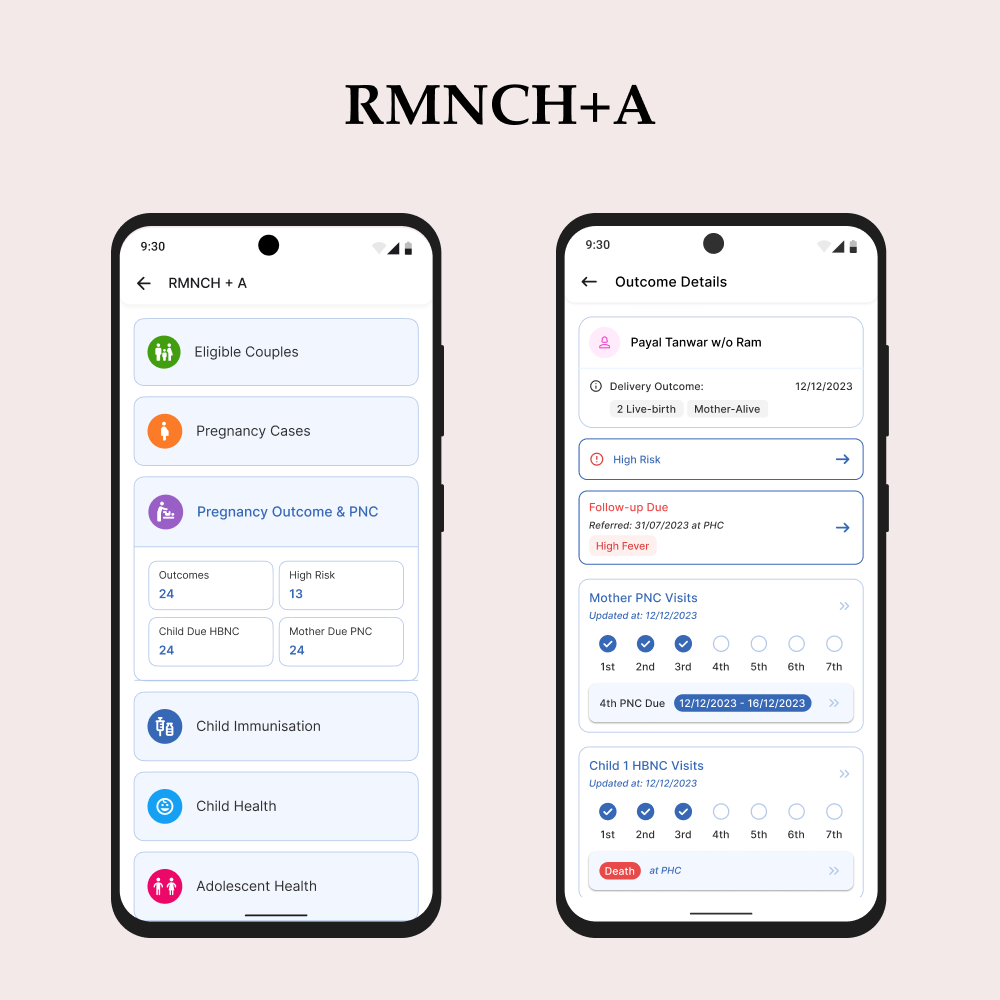 RMNCH+A
9:30
RMNCH + A
Eligible Couples
Pregnancy Cases
Pregnancy Outcome & PNC
Outcomes
24
High Risk
13
Child Due HBNC
24
Mother Due PNC
24
Child Immunisation
Child Health
Adolescent Health
9:30
Outcome Details
Payal Tanwar w/o Ram
Delivery Outcome: 12/12/2023
2 Live-birth Mother-Alive
High Risk
Follow-up Due
Referred: 31/07/2023 at PHC
High Fever
Mother PNC Visits
Updated at: 12/12/2023
1st 2nd 3rd 4th 5th 6th 7th
4th PNC Due 12/12/2023 - 16/12/2023
Child 1 HBNC Visits
Updated at: 12/12/2023
1st 2nd 3rd 4th 5th 6th 7th
Death at PHC